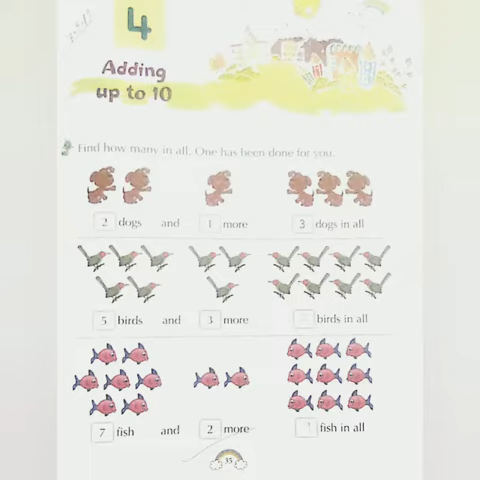 4
Adding
up to 10
Find how many in all. One has been done for you.
2 dogs and 1 more 3 dogs in all
5 birds and 3 more birds in all
7 fish and 2 more fish in all
35